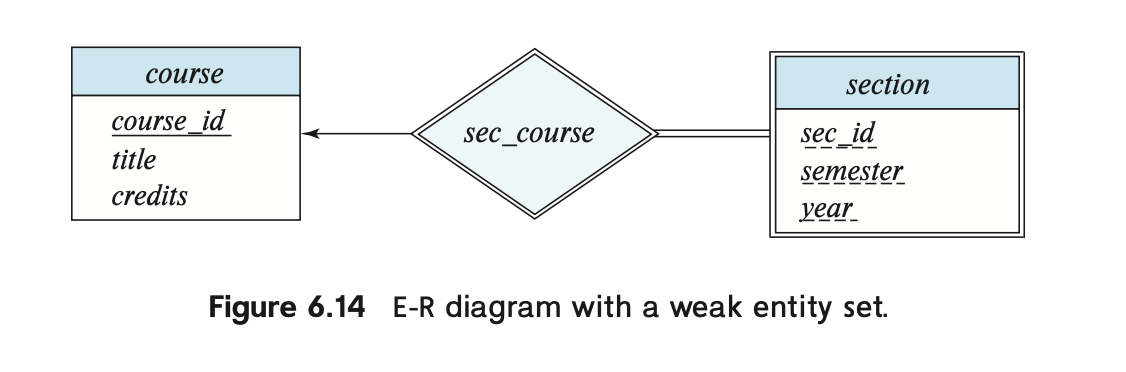 course
course_id
title
credits
sec_course
section
sec_id
semester
year
Figure 6.14 E-R diagram with a weak entity set.